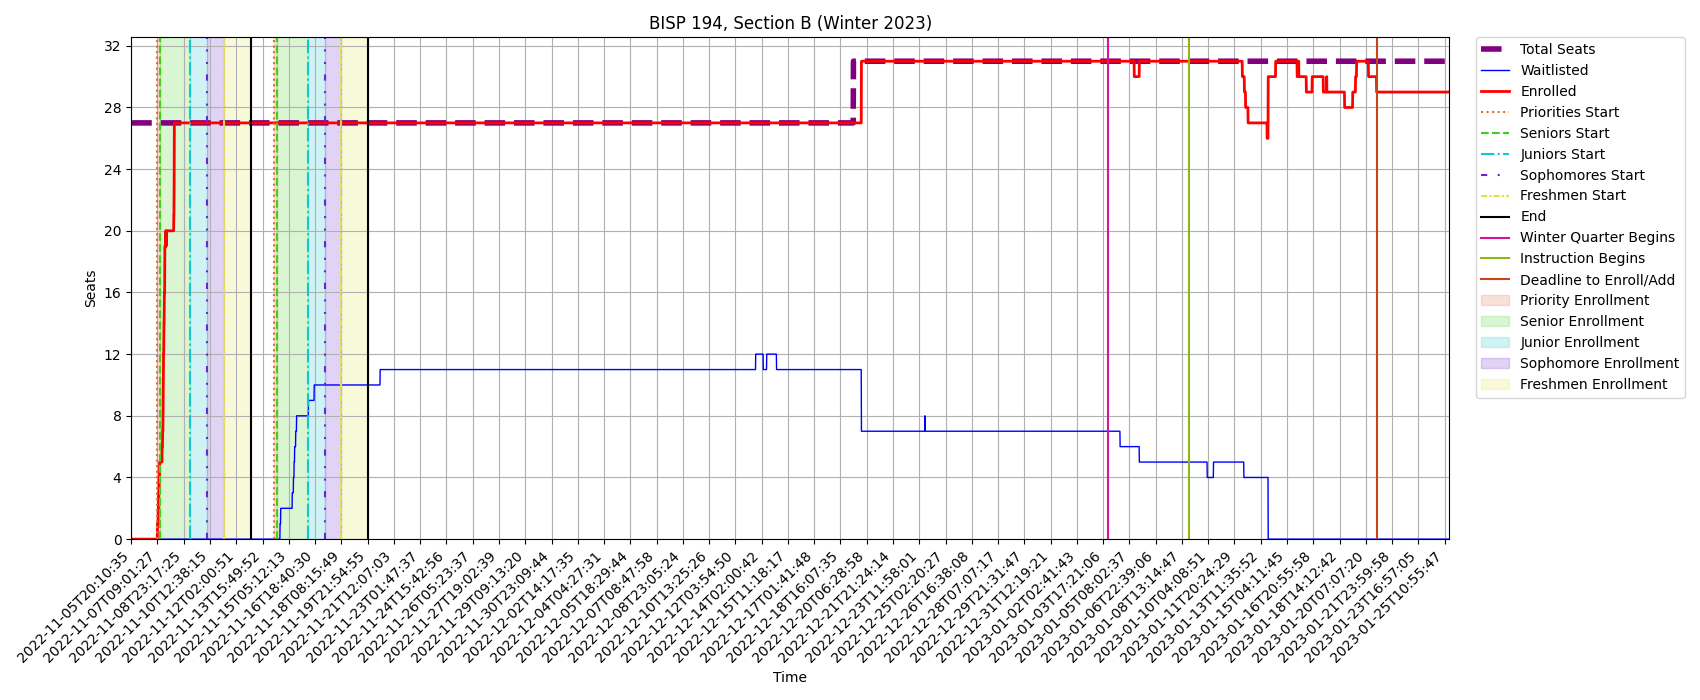 BISP 194, Section B (Winter 2023)
Seats
32
28
24
20
16
12
8
4
0
2022-11-05T20:10:35
2022-11-07T09:01:27
2022-11-08T23:17:25
2022-11-10T12:38:15
2022-11-12T02:00:51
2022-11-13T15:49:52
2022-11-15T05:12:13
2022-11-16T18:40:30
2022-11-18T08:15:49
2022-11-19T21:54:55
2022-11-21T12:07:03
2022-11-23T01:47:37
2022-11-24T15:42:56
2022-11-26T05:23:37
2022-11-27T19:02:39
2022-11-29T09:13:20
2022-11-30T23:09:44
2022-12-02T14:17:35
2022-12-04T04:27:31
2022-12-05T18:29:44
2022-12-07T08:47:58
2022-12-08T23:05:24
2022-12-10T13:25:26
2022-12-12T03:54:50
2022-12-14T02:00:42
2022-12-15T11:18:17
2022-12-17T01:41:48
2022-12-18T16:07:35
2022-12-20T06:28:58
2022-12-21T21:24:14
2022-12-23T11:58:01
2022-12-25T02:20:27
2022-12-26T16:38:08
2022-12-28T07:07:17
2022-12-29T21:31:47
2022-12-31T12:19:21
2023-01-02T02:41:43
2023-01-03T17:21:06
2023-01-05T08:02:37
2023-01-06T22:39:06
2023-01-08T13:14:47
2023-01-10T04:08:51
2023-01-11T20:24:29
2023-01-13T11:35:52
2023-01-15T04:11:45
2023-01-16T20:55:58
2023-01-18T14:12:42
2023-01-20T07:07:20
2023-01-21T23:59:58
2023-01-23T16:57:05
2023-01-25T10:55:47
Time
Total Seats
Waitlisted
Enrolled
Priorities Start
Seniors Start
Juniors Start
Sophomores Start
Freshmen Start
End
Winter Quarter Begins
Instruction Begins
Deadline to Enroll/Add
Priority Enrollment
Senior Enrollment
Junior Enrollment
Sophomore Enrollment
Freshmen Enrollment